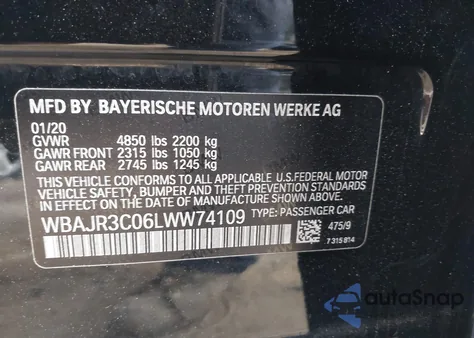 MFD BY BAYERISCHE MOTOREN WERKE AG
01/20
GVWR 4850 lbs 2200 kg
GAWR FRONT 2315 lbs 1050 kg
GAWR REAR 2745 lbs 1245 kg
THIS VEHICLE CONFORMS TO ALL APPLICABLE U.S.FEDERAL MOTOR
VEHICLE SAFETY, BUMPER AND THEFT PREVENTION STANDARDS IN
EFFECT ON THE DATE OF MANUFACTURE SHOWN ABOVE.
WBAJR3C06LWW74109 TYPE: PASSENGER CAR
475/9
7 315 814
autoSnap